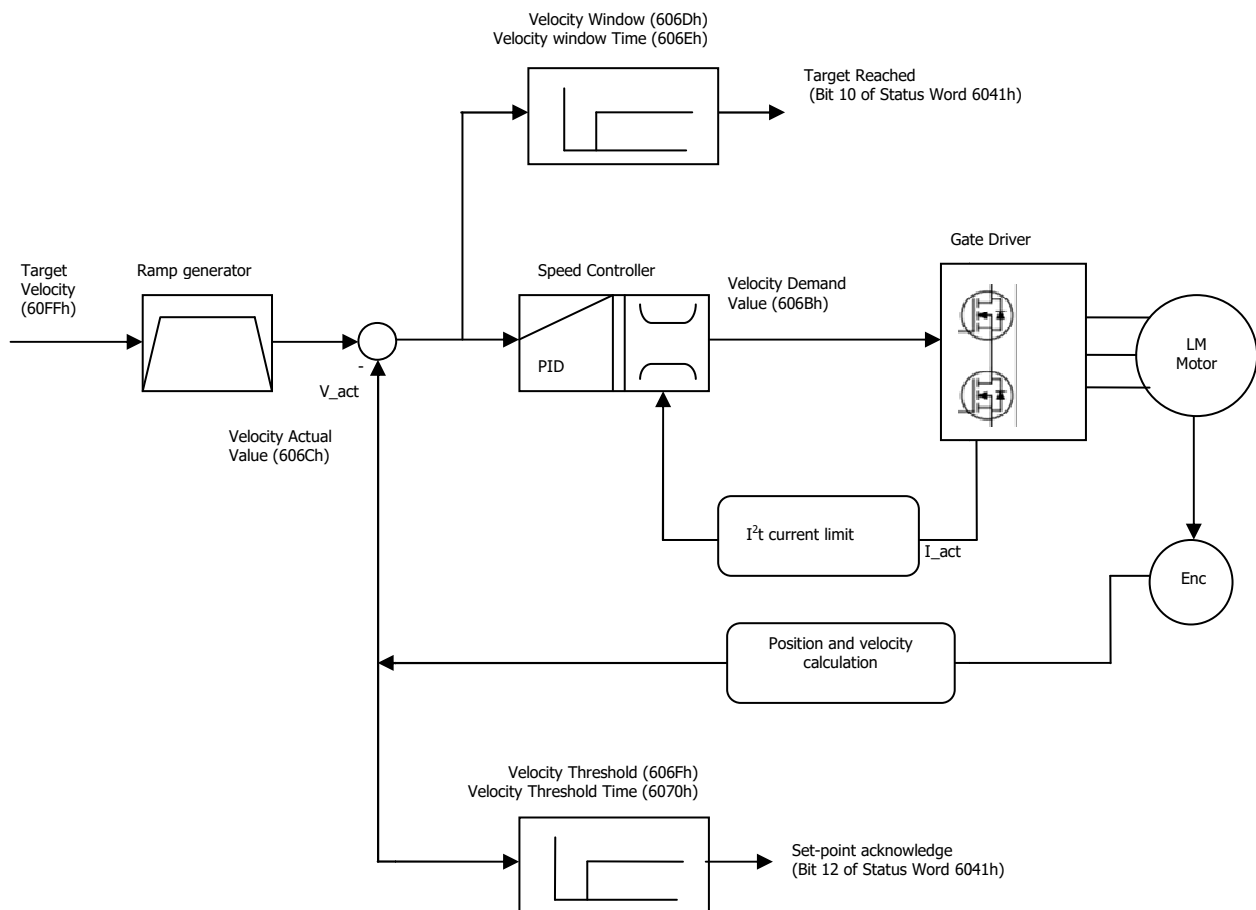 Velocity Window (606Dh)
Velocity window Time (606Eh)
Target Reached
(Bit 10 of Status Word 6041h)
Gate Driver
Target
Velocity
(60FFh)
Ramp generator
Speed Controller
Velocity Demand
Value (606Bh)
PID
LM
Motor
-
V_act
Velocity Actual
Value (606Ch)
I²t current limit
I_act
Enc
Position and velocity
calculation
Velocity Threshold (606Fh)
Velocity Threshold Time (6070h)
Set-point acknowledge
(Bit 12 of Status Word 6041h)